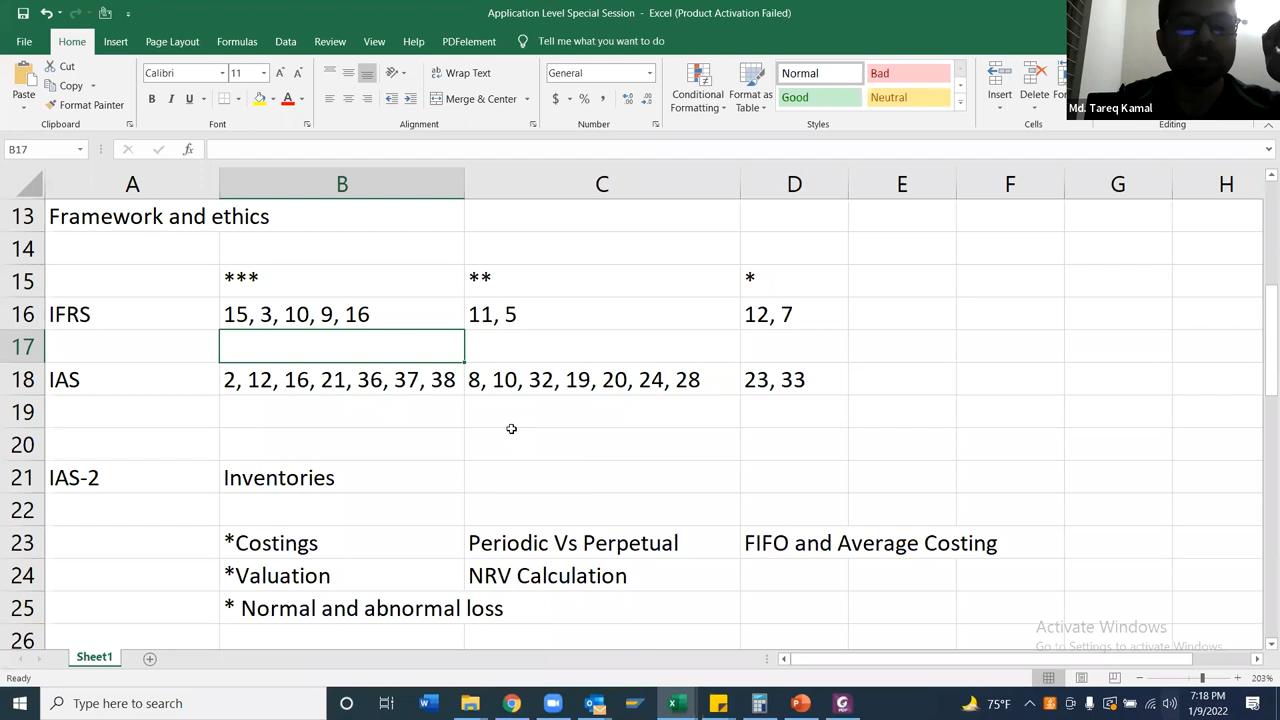 Application Level Special Session - Excel (Product Activation Failed)
File Home Insert Page Layout Formulas Data Review View Help PDFelement Tell me what you want to do
Cut
Copy
Format Painter
Paste
Clipboard
Calibri 11
B I U A
Font
Wrap Text
Merge & Center
Alignment
General
$ % ,
Number
Conditional Formatting
Format as Table
Normal Bad
Good Neutral
Styles
Insert Delete
Cells
Editing
Md. Tareq Kamal
B17 fx
A B C D E F G H
13 Framework and ethics
14
15 *** ** *
16 IFRS 15, 3, 10, 9, 16 11, 5 12, 7
17
18 IAS 2, 12, 16, 21, 36, 37, 38 8, 10, 32, 19, 20, 24, 28 23, 33
19
20
21 IAS-2 Inventories
22
23 *Costings Periodic Vs Perpetual FIFO and Average Costing
24 *Valuation NRV Calculation
25 * Normal and abnormal loss
26
Activate Windows
Go to Settings to activate Windows.
Sheet1
Ready
203%
Type here to search
75°F
7:18 PM
1/9/2022